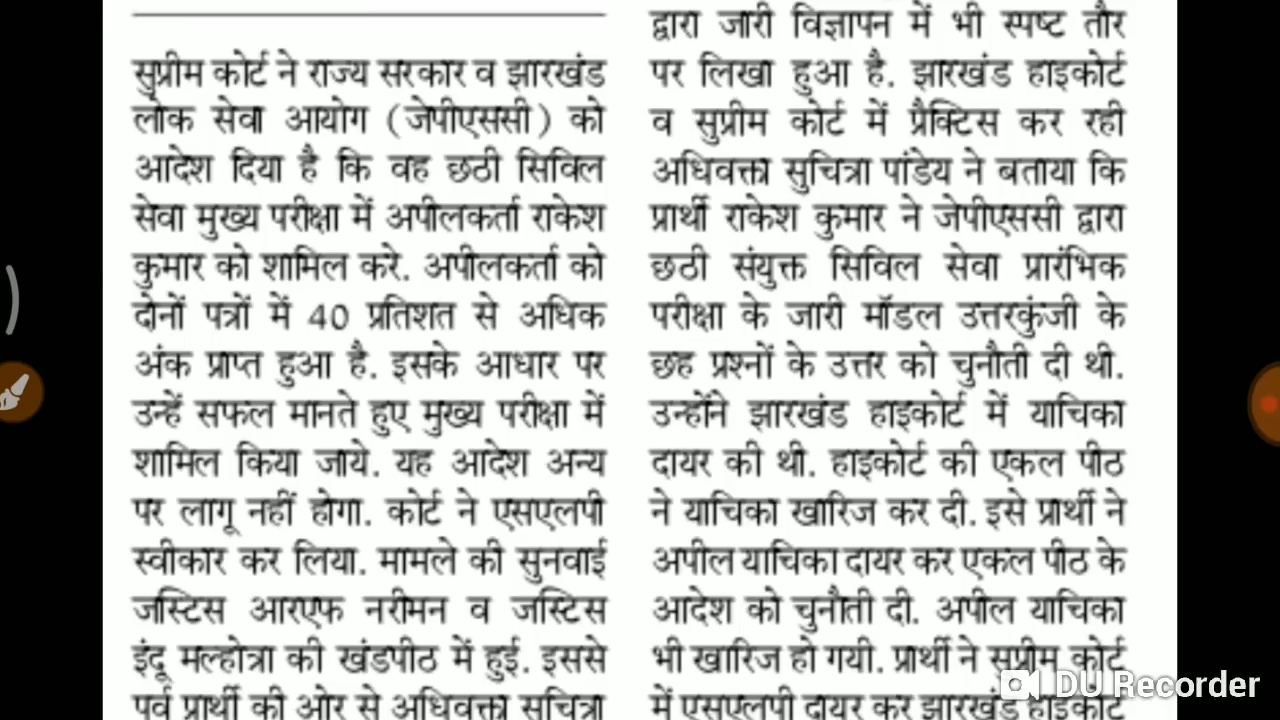 सुप्रीम कोर्ट ने राज्य सरकार व झारखंड
लोक सेवा आयोग (जेपीएससी) को
आदेश दिया है कि वह छठी सिविल
सेवा मुख्य परीक्षा में अपीलकर्ता राकेश
कुमार को शामिल करे. अपीलकर्ता को
दोनों पत्रों में 40 प्रतिशत से अधिक
अंक प्राप्त हुआ है. इसके आधार पर
उन्हें सफल मानते हुए मुख्य परीक्षा में
शामिल किया जाये. यह आदेश अन्य
पर लागू नहीं होगा. कोर्ट ने एसएलपी
स्वीकार कर लिया. मामले की सुनवाई
जस्टिस आरएफ नरीमन व जस्टिस
इंदू मल्होत्रा की खंडपीठ में हुई. इससे
पूर्व प्रार्थी की ओर से अधिवक्ता सुचित्रा
द्वारा जारी विज्ञापन में भी स्पष्ट तौर
पर लिखा हुआ है. झारखंड हाइकोर्ट
व सुप्रीम कोर्ट में प्रैक्टिस कर रही
अधिवक्ता सुचित्रा पांडेय ने बताया कि
प्रार्थी राकेश कुमार ने जेपीएससी द्वारा
छठी संयुक्त सिविल सेवा प्रारंभिक
परीक्षा के जारी मॉडल उत्तरकुंजी के
छह प्रश्नों के उत्तर को चुनौती दी थी.
उन्होंने झारखंड हाइकोर्ट में याचिका
दायर की थी. हाइकोर्ट की एकल पीठ
ने याचिका खारिज कर दी. इसे प्रार्थी ने
अपील याचिका दायर कर एकल पीठ के
आदेश को चुनौती दी. अपील याचिका
भी खारिज हो गयी. प्रार्थी ने सुप्रीम कोर्ट
में एसएलपी दायर कर झारखंड हाइकोर्ट
DU Recorder